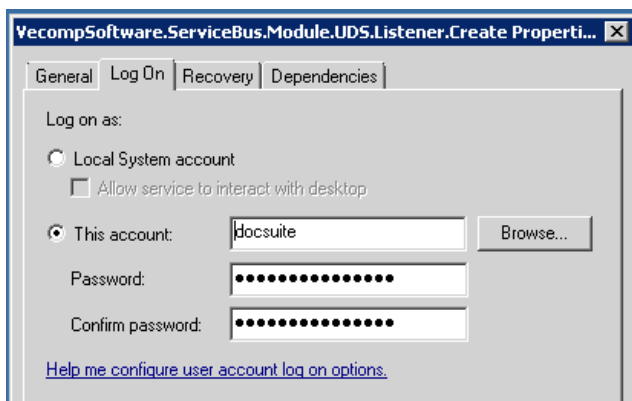 VecompSoftware.ServiceBus.Module.UDS.Listener.Create Properti...
General Log On Recovery Dependencies
Log on as:
Local System account
Allow service to interact with desktop
This account: docsuite Browse...
Password: ●●●●●●●●●●●●●●●
Confirm password: ●●●●●●●●●●●●●●●
Help me configure user account log on options.